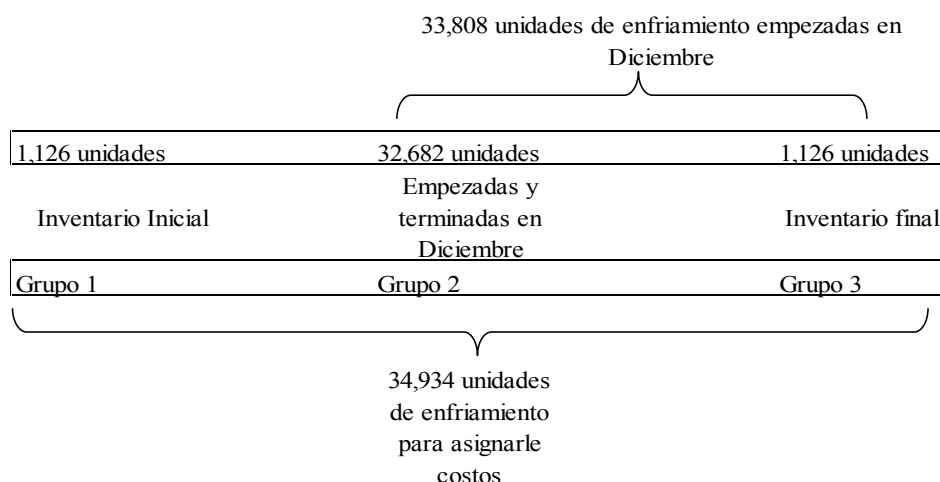 33,808 unidades de enfriamiento empezadas en
Diciembre
1,126 unidades 32,682 unidades 1,126 unidades
Empezadas y
Inventario Inicial terminadas en Inventario final
Diciembre
Grupo 1 Grupo 2 Grupo 3
34,934 unidades
de enfriamiento
para asignarle
costos